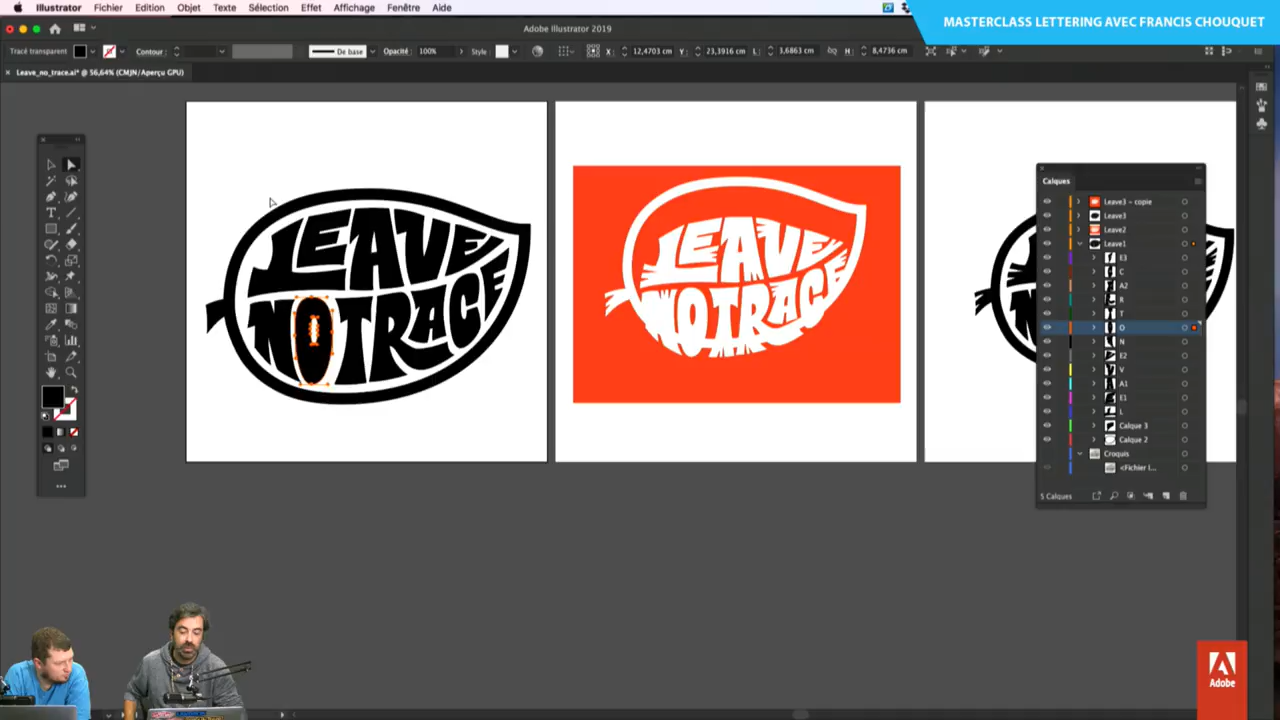 Illustrator Fichier Edition Objet Texte Sélection Effet Affichage Fenêtre Aide
MASTERCLASS LETTERING AVEC FRANCIS CHOUQUET
Adobe Illustrator 2019
Tracé transparent Contour : De base Opacité : 100% Style : X : 12,4703 cm Y : 23,3916 cm L : 3,6863 cm H : 8,4736 cm
Leave_no_trace.ai* @ 56,64% (CMJN/Aperçu GPU)
LEAVE
NO TRACE
LEAVE
NO TRACE
Calques
Leave3 – copie
Leave3
Leave2
Leave1
E3
C
A2
R
T
O
N
E2
V
A1
E1
L
Calque 3
Calque 2
Croquis
<Fichier l...
5 Calques
Adobe